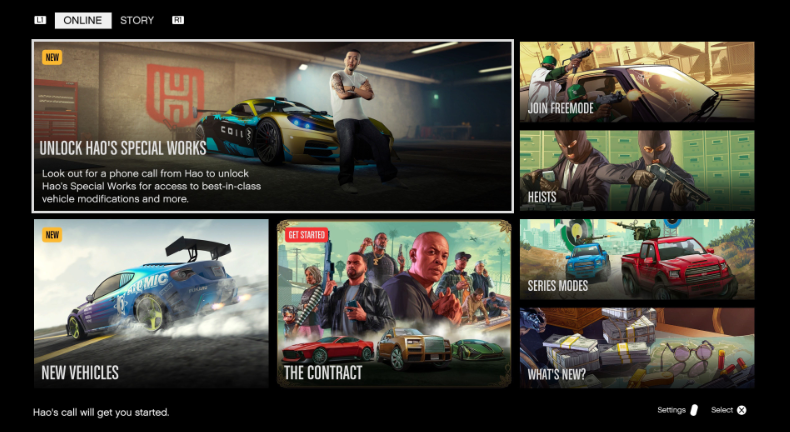 L1 ONLINE STORY R1
NEW
UNLOCK HAO'S SPECIAL WORKS
Look out for a phone call from Hao to unlock
Hao's Special Works for access to best-in-class
vehicle modifications and more.
COIL
JOIN FREEMODE
HEISTS
NEW
NEW VEHICLES
GET STARTED
THE CONTRACT
SERIES MODES
WHAT'S NEW?
Hao's call will get you started.
Settings Select